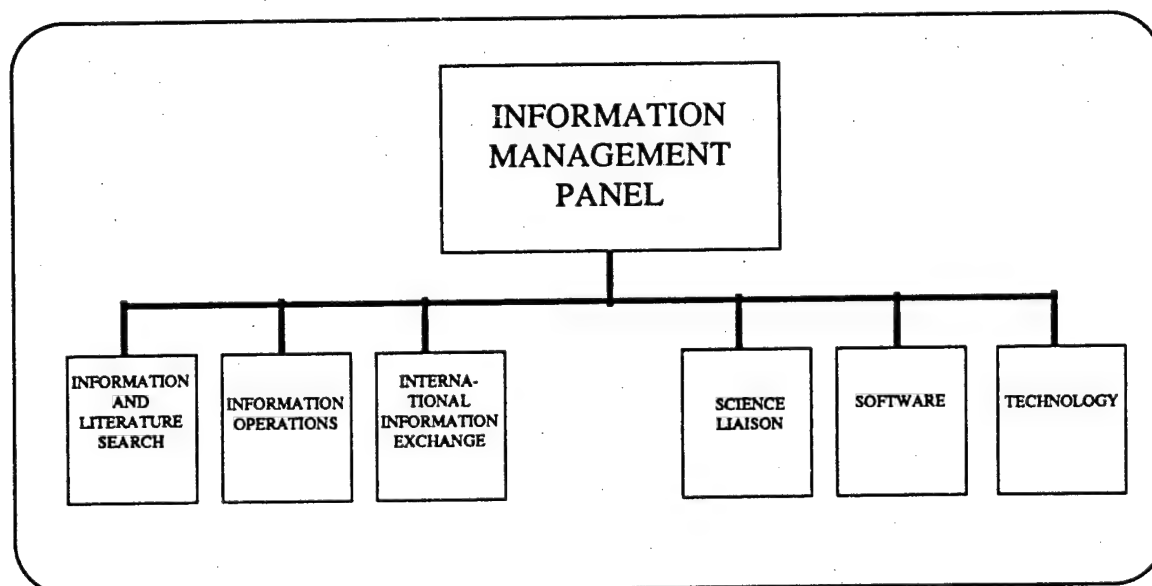 INFORMATION
MANAGEMENT
PANEL
INFORMATION
AND
LITERATURE
SEARCH
INFORMATION
OPERATIONS
INTERNA-
TIONAL
INFORMATION
EXCHANGE
SCIENCE
LIAISON
SOFTWARE
TECHNOLOGY